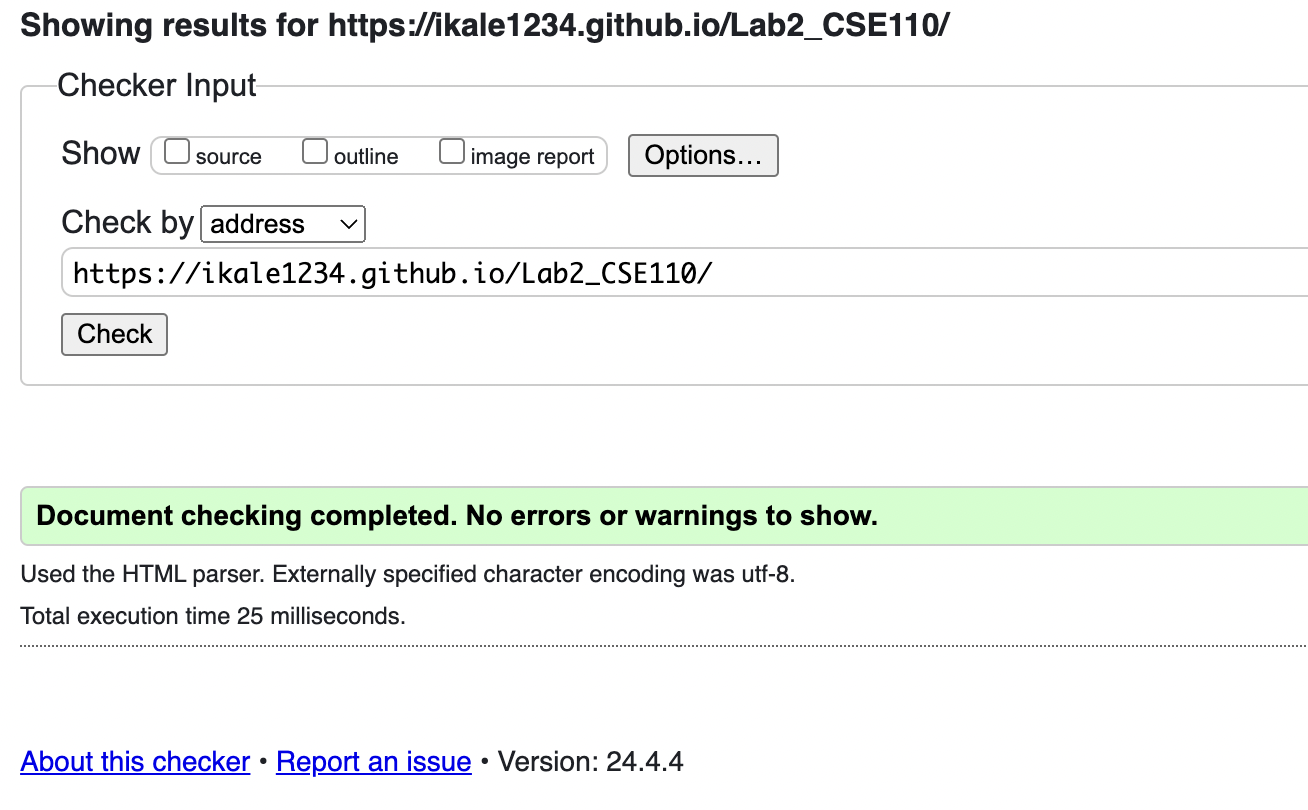 Showing results for https://ikale1234.github.io/Lab2_CSE110/
Checker Input
Show source outline image report Options...
Check by address
https://ikale1234.github.io/Lab2_CSE110/
Check
Document checking completed. No errors or warnings to show.
Used the HTML parser. Externally specified character encoding was utf-8.
Total execution time 25 milliseconds.
About this checker • Report an issue • Version: 24.4.4